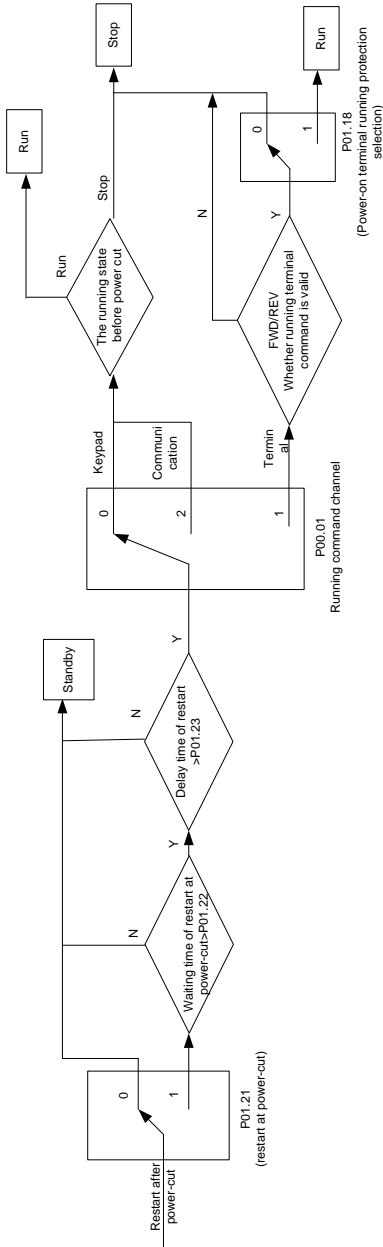 Restart after
power-cut
0
1
P01.21
(restart at power-cut)
Waiting time of restart at
power-cut>P01.22
N
Y
Delay time of restart
>P01.23
N
Y
Standby
0
2
1
P00.01
Running command channel
Keypad
Communi
cation
Termin
al
The running state
before power cut
Run
Run
Stop
Stop
FWD/REV
Whether running terminal
command is valid
N
Y
0
1
P01.18
(Power-on terminal running protection
selection)
Run